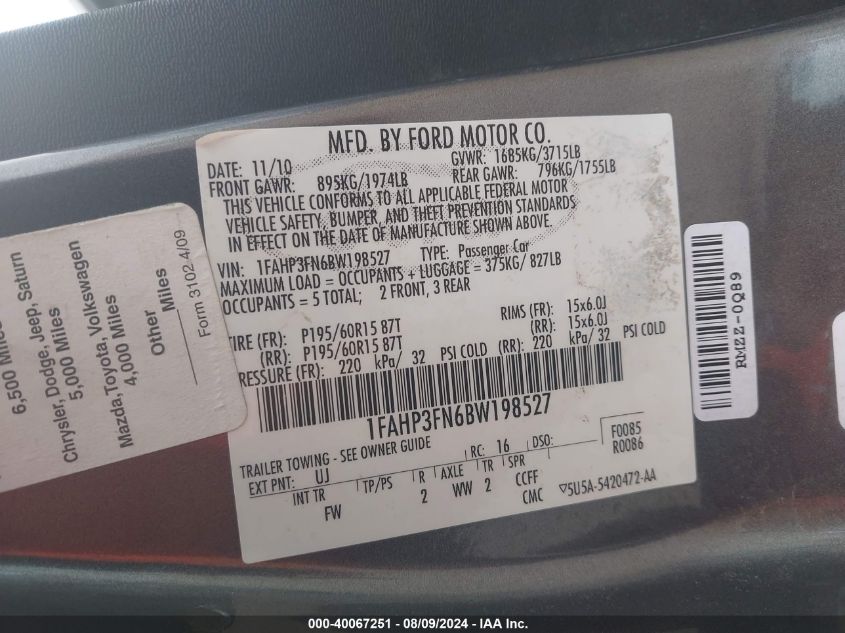 MFD. BY FORD MOTOR CO.
DATE: 11/10 GVWR: 1685KG/3715LB
FRONT GAWR: 895KG/1974LB REAR GAWR: 796KG/1755LB
THIS VEHICLE CONFORMS TO ALL APPLICABLE FEDERAL MOTOR
VEHICLE SAFETY, BUMPER, AND THEFT PREVENTION STANDARDS
IN EFFECT ON THE DATE OF MANUFACTURE SHOWN ABOVE
VIN: 1FAHP3FN6BW198527 TYPE: Passenger Car
MAXIMUM LOAD = OCCUPANTS + LUGGAGE = 375KG/ 827LB
OCCUPANTS = 5 TOTAL; 2 FRONT, 3 REAR
TIRE (FR): P195/60R15 87T RIMS (FR): 15x6.0J
(RR): P195/60R15 87T (RR): 15x6.0J
PRESSURE (FR): 220 kPa/ 32 PSI COLD (RR): 220 kPa/ 32 PSI COLD
1FAHP3FN6BW198527
F0085
R0086
TRAILER TOWING - SEE OWNER GUIDE
RC: 16 DSO:
EXT PNT: UJ
INT TR TP/PS R AXLE TR SPR
FW 2 WW 2 CCFF
CMC
5U5A-5420472-AA
RMZZ-0QB9
6,500 Miles
Chrysler, Dodge, Jeep, Saturn
5,000 Miles
Mazda, Toyota, Volkswagen
4,000 Miles
Other
Miles
Form 3102 4/09
000-40067251 - 08/09/2024 - IAA Inc.